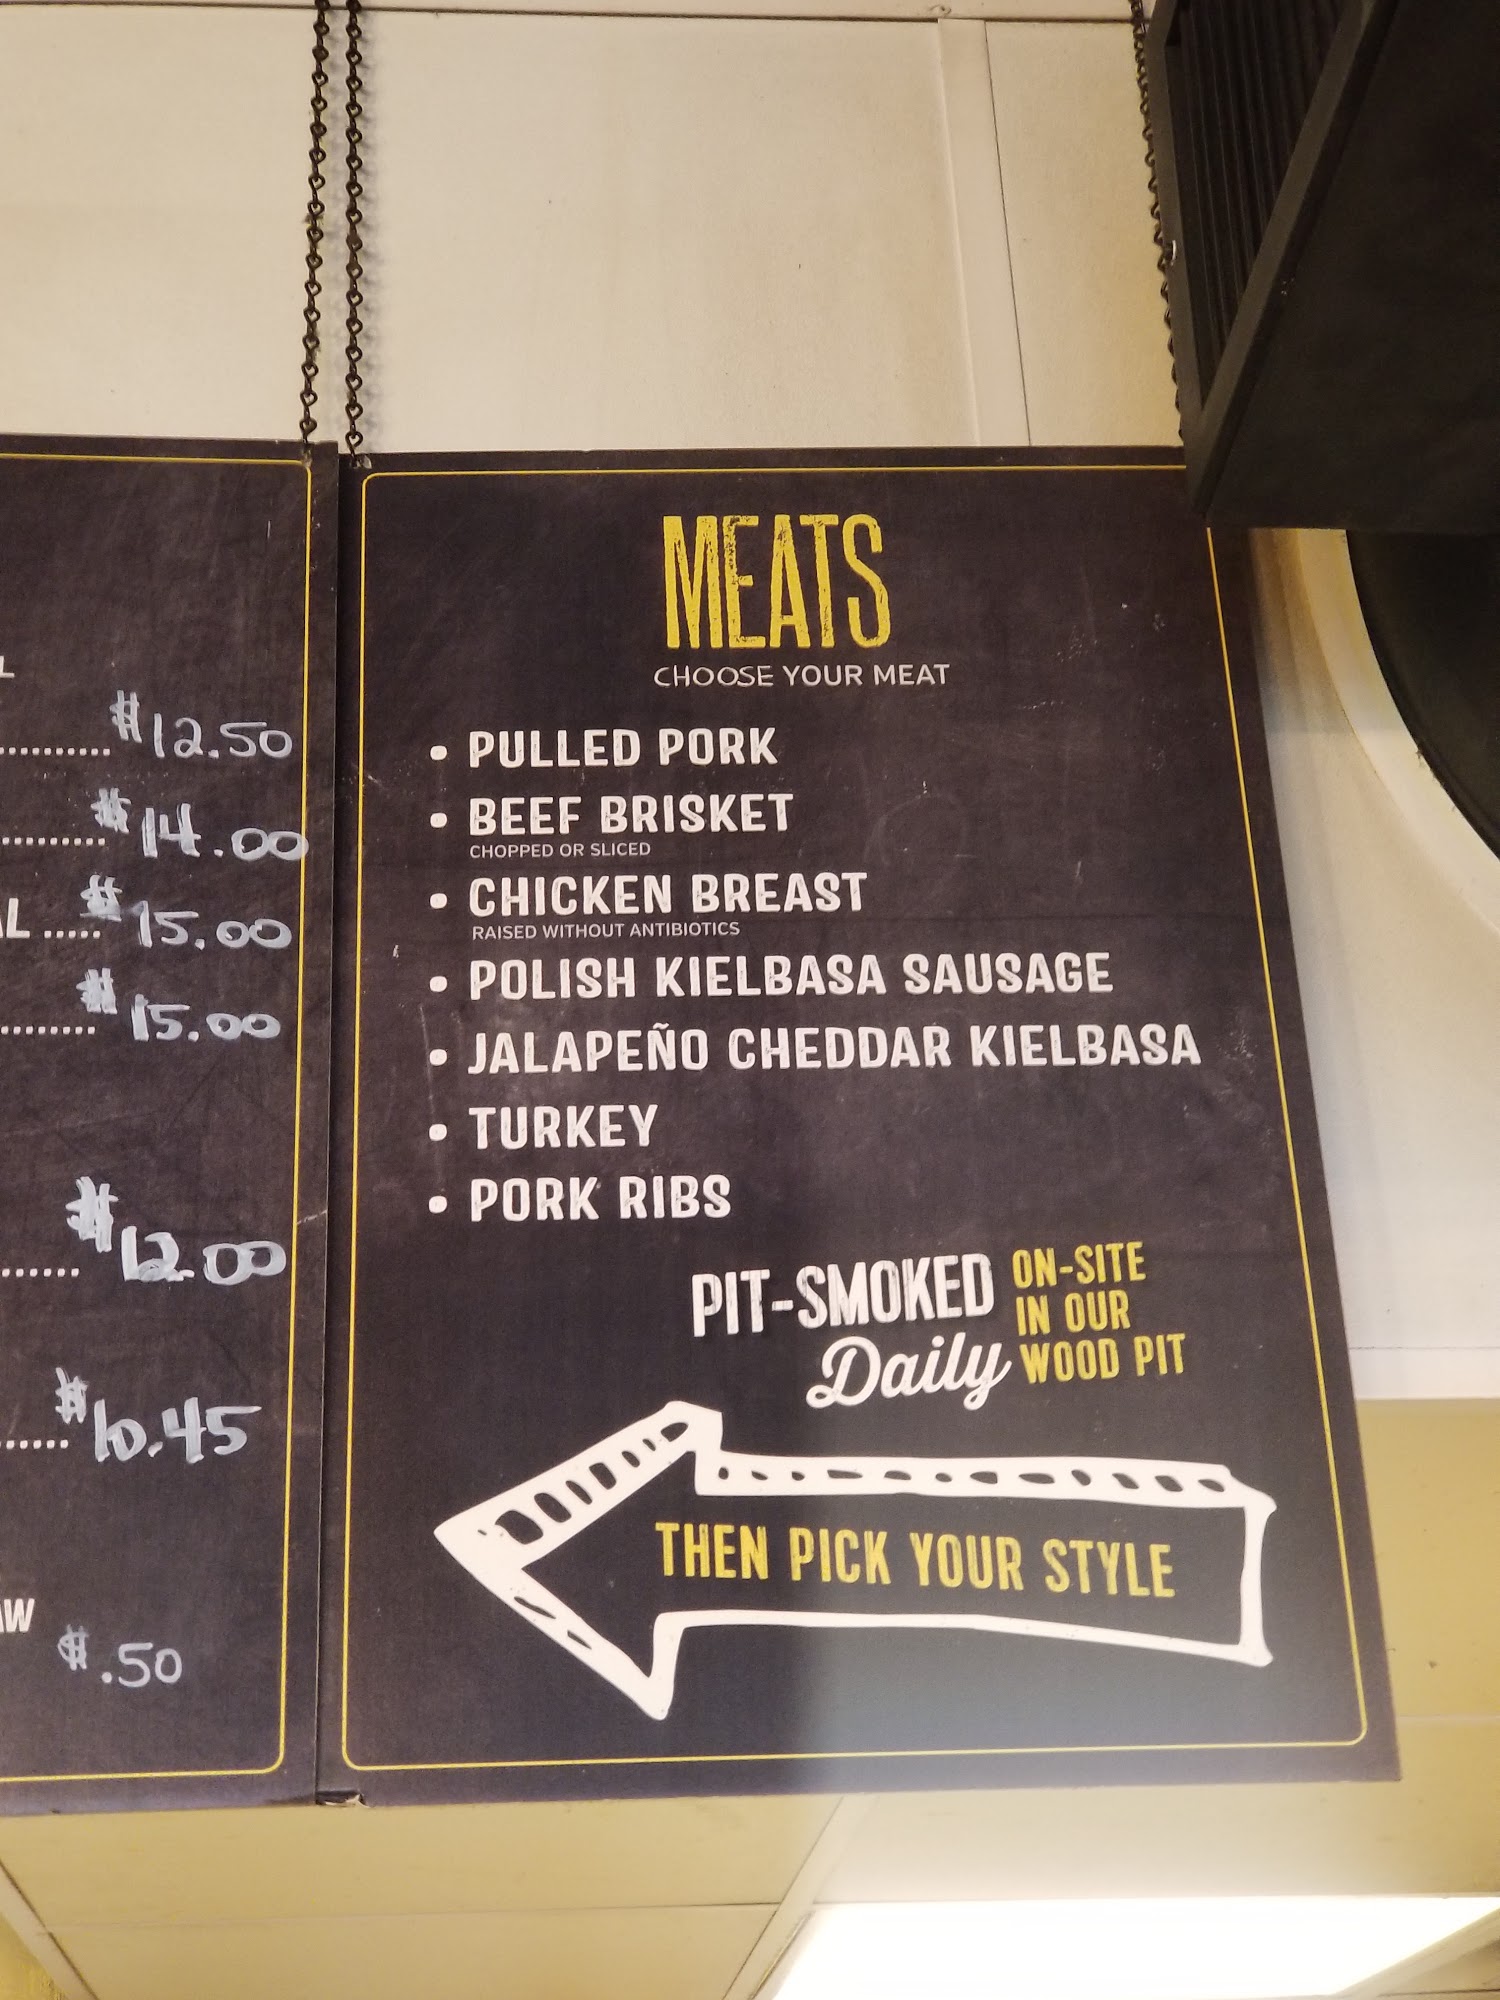 L
$12.50
$14.00
AL ..... $15.00
$15.00
$12.00
$10.45
AW
$.50
MEATS
CHOOSE YOUR MEAT
• PULLED PORK
• BEEF BRISKET
CHOPPED OR SLICED
• CHICKEN BREAST
RAISED WITHOUT ANTIBIOTICS
• POLISH KIELBASA SAUSAGE
• JALAPEÑO CHEDDAR KIELBASA
• TURKEY
• PORK RIBS
PIT-SMOKED
Daily
ON-SITE
IN OUR
WOOD PIT
THEN PICK YOUR STYLE